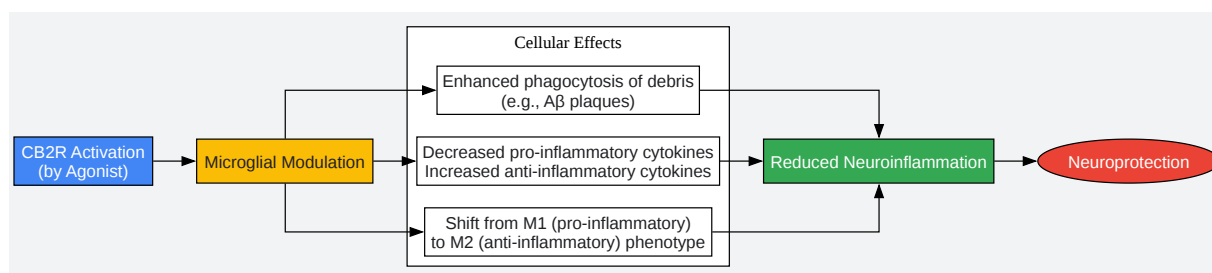 Cellular Effects
Enhanced phagocytosis of debris
(e.g., Aβ plaques)
CB2R Activation
(by Agonist)
Microglial Modulation
Decreased pro-inflammatory cytokines
Increased anti-inflammatory cytokines
Reduced Neuroinflammation
Neuroprotection
Shift from M1 (pro-inflammatory)
to M2 (anti-inflammatory) phenotype